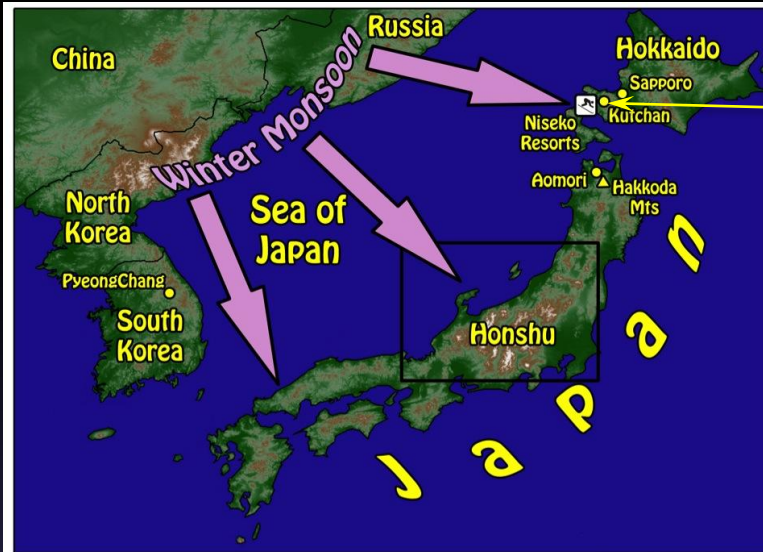 Russia
China
Hokkaido
Sapporo
Kutchan
Niseko
Resorts
Winter Monsoon
Aomori
Hakkoda
Mts
North
Korea
Sea of
Japan
PyeongChang
South
Korea
Honshu
Japan